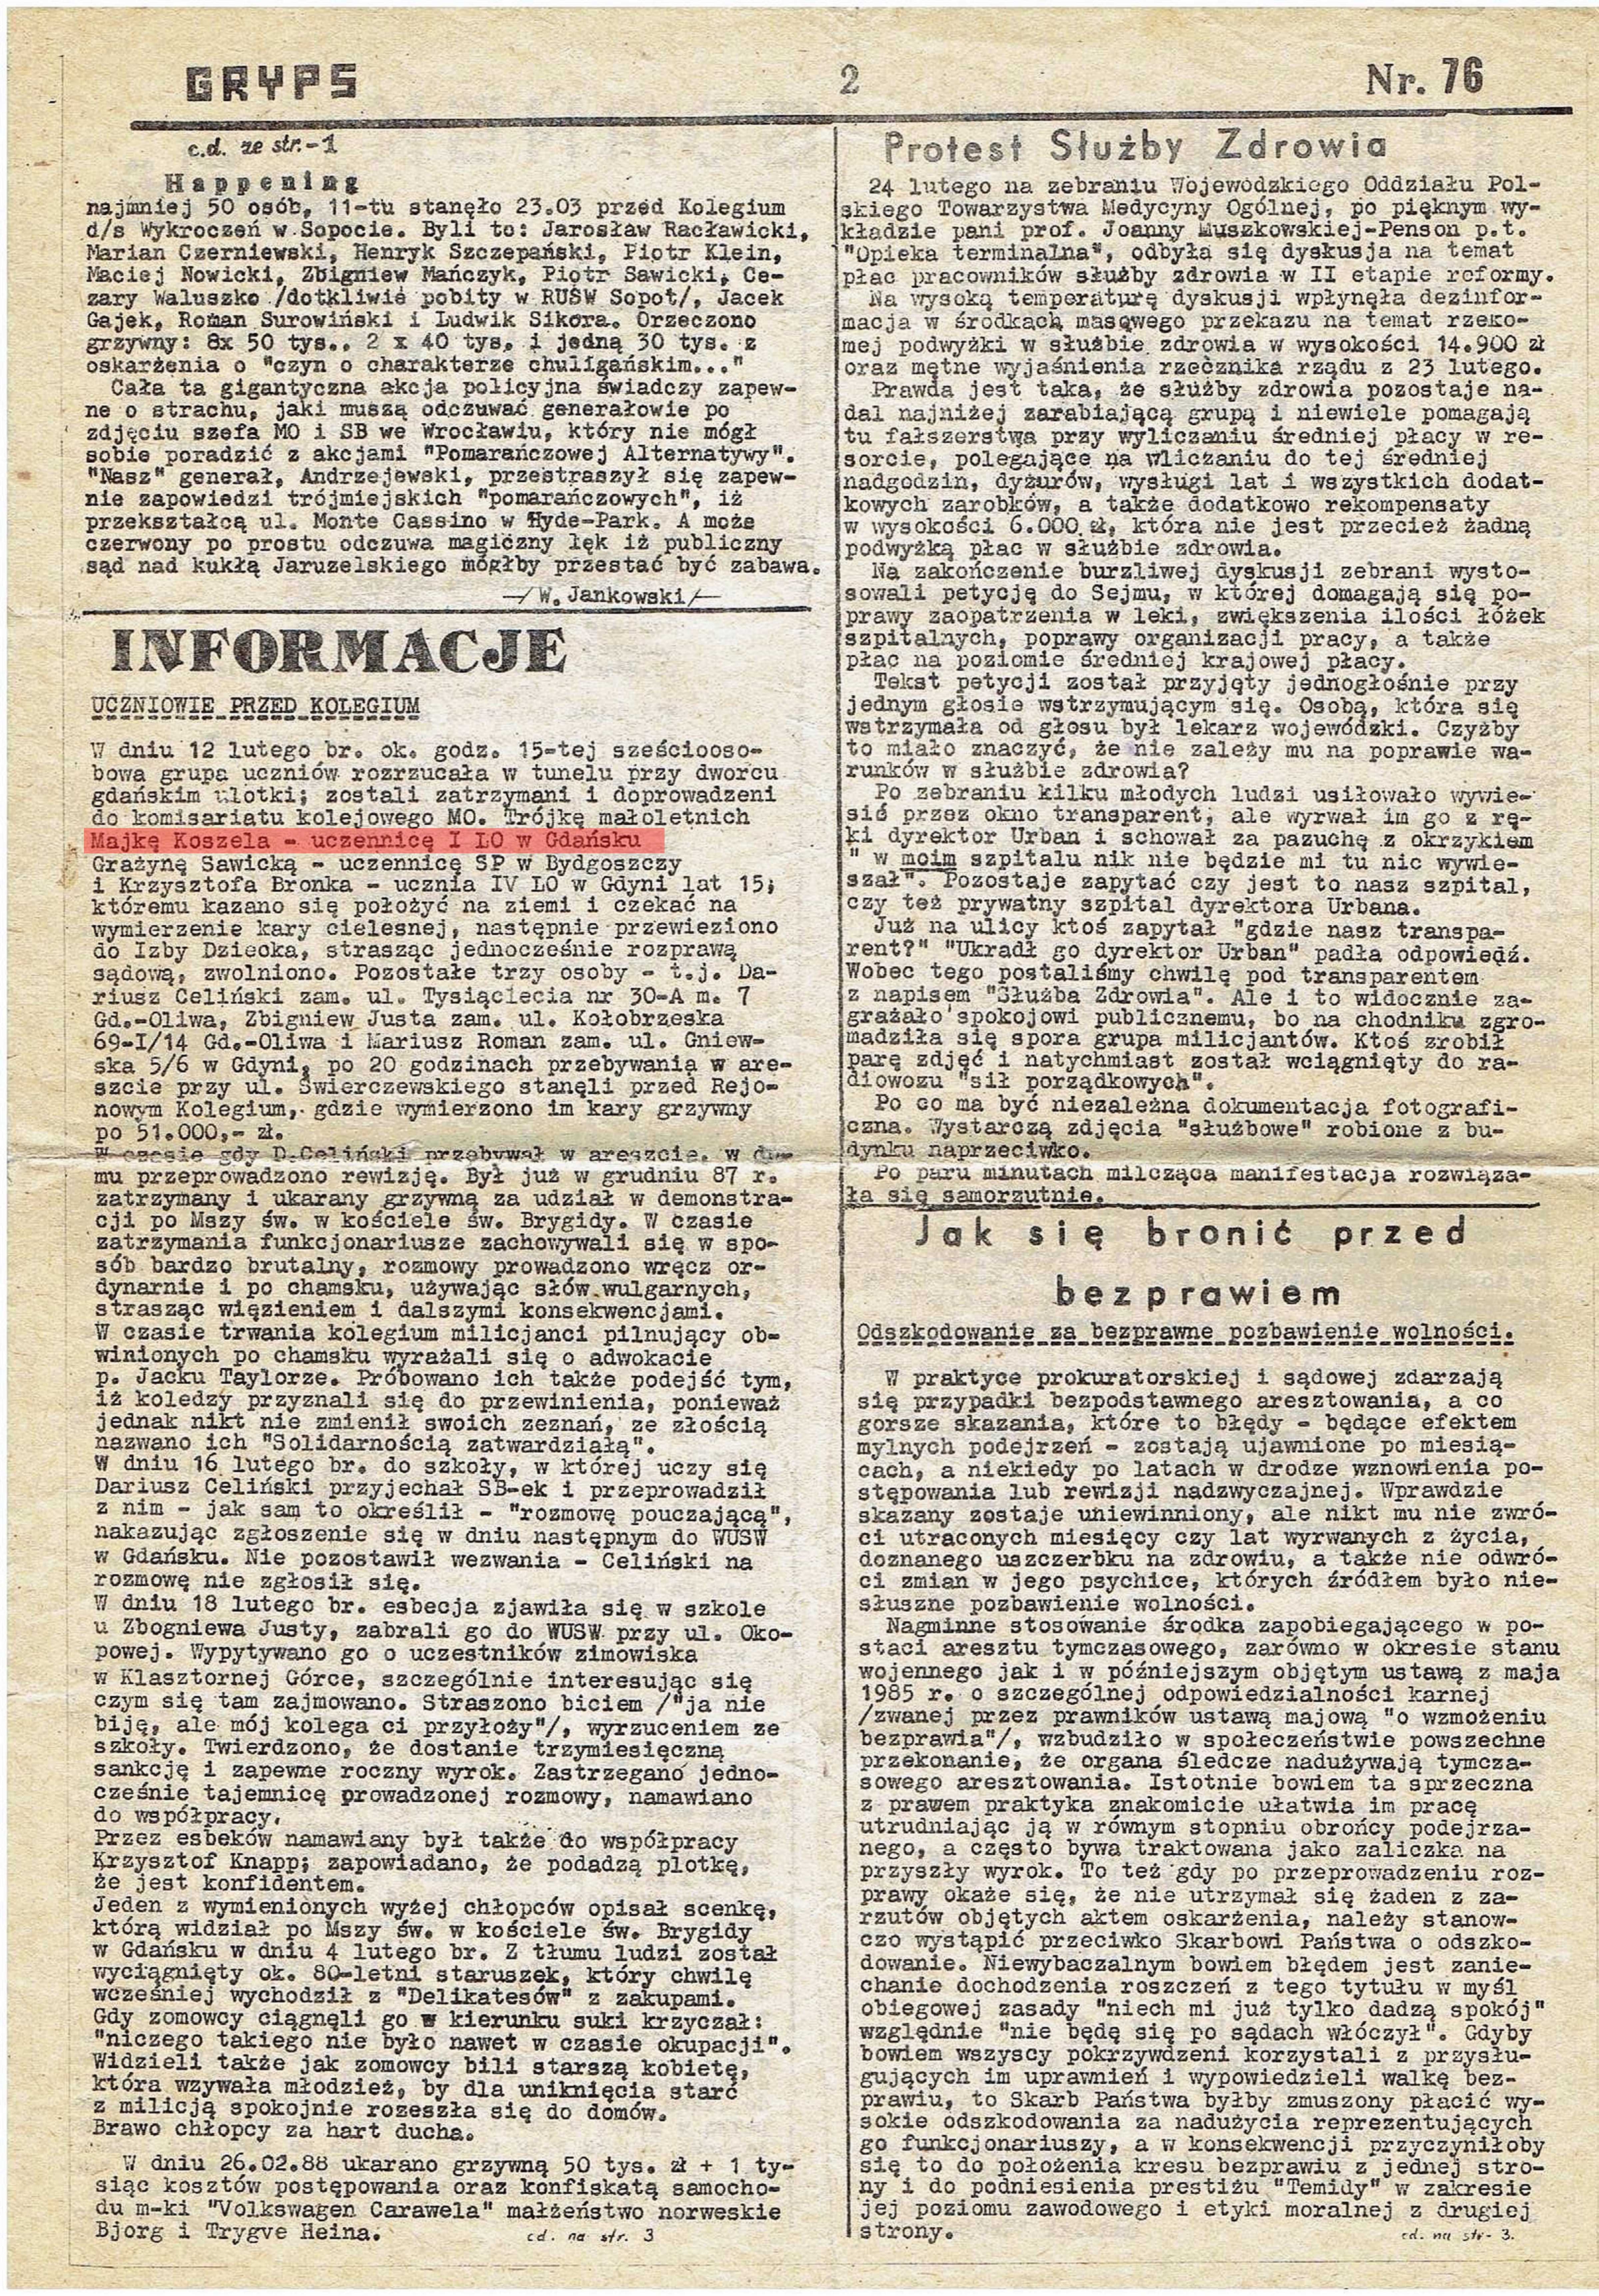 GRYPS
2
Nr. 76
c.d. ze str.-1
Happening
najmniej 50 osób, 11-tu stanęło 23.03 przed Kolegium
d/s Wykroczeń w Sopocie. Byli to: Jarosław Racławicki,
Marian Czerniewski, Henryk Szczepański, Piotr Klein,
Maciej Nowicki, Zbigniew Mańczyk, Piotr Sawicki, Ce-
zary Waluszko /dotkliwie pobity w RUSW Sopot/, Jacek
Gajek, Roman Surowiński i Ludwik Sikora. Orzeczono
grzywny: 8x 50 tys., 2 x 40 tys. i jedną 30 tys. z
oskarżenia o "czyn o charakterze chuligańskim..."
Cała ta gigantyczna akcja policyjna świadczy zapew-
ne o strachu, jaki muszą odczuwać generałowie po
zdjęciu szefa MO i SB we Wrocławiu, który nie mógł
sobie poradzić z akcjami "Pomarańczowej Alternatywy".
"Nasz" generał, Andrzejewski, przestraszył się zapew-
nie zapowiedzi trójmiejskich "pomarańczowych", iż
przekształcą ul. Monte Cassino w Hyde-Park. A może
czerwony po prostu odczuwa magiczny lęk iż publiczny
sąd nad kukłą Jaruzelskiego mógłby przestać być zabawa.
-/W. Jankowski/-
INFORMACJE
UCZNIOWIE PRZED KOLEGIUM
W dniu 12 lutego br. ok. godz. 15-tej sześcioso-
bowa grupa uczniów rozrzucała w tunelu przy dworcu
gdańskim ulotki; zostali zatrzymani i doprowadzeni
do komisariatu kolejowego MO. Trójkę małoletnich
Majkę Koszela - uczennicę I LO w Gdańsku
Grażynę Sawicką - uczennicę SP w Bydgoszczy
i Krzysztofa Bronka - ucznia IV LO w Gdyni lat 15;
któremu kazano się położyć na ziemi i czekać na
wymierzenie kary cielesnej, następnie przewieziono
do Izby Dziecka, strasząc jednocześnie rozprawą
sądową, zwolniono. Pozostałe trzy osoby - t.j. Da-
riusz Celiński zam. ul. Tysiąclecia nr 30-A m. 7
Gd.-Oliwa, Zbigniew Justa zam. ul. Kołobrzeska
69-I/14 Gd.-Oliwa i Mariusz Roman zam. ul. Gniew-
ska 5/6 w Gdyni, po 20 godzinach przebywania w are-
szcie przy ul. Świerczewskiego stanęli przed Rejo-
nowym Kolegium, gdzie wymierzono im kary grzywny
po 51.000,- zł.
W czasie gdy D.Celiński przebywał w areszcie, w do-
mu przeprowadzono rewizję. Był już w grudniu 87 r.
zatrzymany i ukarany grzywną za udział w demonstra-
cji po Mszy św. w kościele św. Brygidy. W czasie
zatrzymania funkcjonariusze zachowywali się w spo-
sób bardzo brutalny, rozmowy prowadzono wręcz or-
dynarnie i po chamsku, używając słów wulgarnych,
strasząc więzieniem i dalszymi konsekwencjami.
W czasie trwania kolegium milicjanci pilnujący ob-
winionych po chamsku wyrażali się o adwokacie
p. Jacku Taylorze. Próbowano ich także podejść tym,
iż koledzy przyznali się do przewinienia, ponieważ
jednak nikt nie zmienił swoich zeznań, ze złością
nazwano ich "Solidarnością zatwardziałą".
W dniu 16 lutego br. do szkoły, w której uczy się
Dariusz Celiński przyjechał SB-ek i przeprowadził
z nim - jak sam to określił - "rozmowę pouczającą",
nakazując zgłoszenie się w dniu następnym do WUSW
w Gdańsku. Nie pozostawił wezwania - Celiński na
rozmowę nie zgłosił się.
W dniu 18 lutego br. esbecja zjawiła się w szkole
u Zbogniewa Justy, zabrali go do WUSW przy ul. Oko-
powej. Wypytywano go o uczestników zimowiska
w Klasztornej Górce, szczególnie interesując się
czym się tam zajmowano. Straszono biciem /"ja nie
biję, ale mój kolega ci przyłoży"/, wyrzuceniem ze
szkoły. Twierdzono, że dostanie trzymiesięczną
sankcję i zapewne roczny wyrok. Zastrzegano jedno-
cześnie tajemnicę prowadzonej rozmowy, namawiano
do współpracy.
Przez esbeków namawiany był także do współpracy
Krzysztof Knapp; zapowiadano, że podadzą plotkę,
że jest konfidentem.
Jeden z wymienionych wyżej chłopców opisał scenkę,
którą widział po Mszy św. w kościele św. Brygidy
w Gdańsku w dniu 4 lutego br. Z tłumu ludzi został
wyciągnięty ok. 80-letni staruszek, który chwilę
wcześniej wychodził z "Delikatesów" z zakupami.
Gdy zomowcy ciągnęli go w kierunku suki krzyczał:
"niczego takiego nie było nawet w czasie okupacji".
Widzieli także jak zomowcy bili starszą kobietę,
która wzywała młodzież, by dla uniknięcia starć
z milicją spokojnie rozeszła się do domów.
Brawo chłopcy za hart ducha.
W dniu 26.02.88 ukarano grzywną 50 tys. zł + 1 ty-
siąc kosztów postępowania oraz konfiskatą samocho-
du m-ki "Volkswagen Carawela" małżeństwo norweskie
Bjorg i Trygve Heina.
cd. na str. 3
Protest Służby Zdrowia
24 lutego na zebraniu Wojewódzkiego Oddziału Pol-
skiego Towarzystwa Medycyny Ogólnej, po pięknym wy-
kładzie pani prof. Joanny Muszkowskiej-Penson p.t.
"Opieka terminalna", odbyła się dyskusja na temat
płac pracowników służby zdrowia w II etapie reformy.
Na wysoką temperaturę dyskusji wpłynęła dezinfor-
macja w środkach masowego przekazu na temat rzeko-
mej podwyżki w służbie zdrowia w wysokości 14.900 zł
oraz mętne wyjaśnienia rzecznika rządu z 23 lutego.
Prawda jest taka, że służby zdrowia pozostaje na-
dal najniżej zarabiającą grupą i niewiele pomagają
tu fałszerstwa przy wyliczaniu średniej płacy w re-
sorcie, polegające na wliczaniu do tej średniej
nadgodzin, dyżurów, wysługi lat i wszystkich dodat-
kowych zarobków, a także dodatkowo rekompensaty
w wysokości 6.000 zł, która nie jest przecież żadną
podwyżką płac w służbie zdrowia.
Na zakończenie burzliwej dyskusji zebrani wysto-
sowali petycję do Sejmu, w której domagają się po-
prawy zaopatrzenia w leki, zwiększenia ilości łóżek
szpitalnych, poprawy organizacji pracy, a także
płac na poziomie średniej krajowej płacy.
Tekst petycji został przyjęty jednogłośnie przy
jednym głosie wstrzymującym się. Osobą, która się
wstrzymała od głosu był lekarz wojewódzki. Czyżby
to miało znaczyć, że nie zależy mu na poprawie wa-
runków w służbie zdrowia?
Po zebraniu kilku młodych ludzi usiłowało wywie-
sić przez okno transparent, ale wyrwał im go z rę-
ki dyrektor Urban i schował za pazuchę z okrzykiem
" w moim szpitalu nik nie będzie mi tu nic wywie-
szał". Pozostaje zapytać czy jest to nasz szpital,
czy też prywatny szpital dyrektora Urbana.
Już na ulicy ktoś zapytał "gdzie nasz transpa-
rent?" "Ukradł go dyrektor Urban" padła odpowiedź.
Wobec tego postaliśmy chwilę pod transparentem
z napisem "Służba Zdrowia". Ale i to widocznie za-
grażało spokojowi publicznemu, bo na chodniku zgro-
madziła się spora grupa milicjantów. Ktoś zrobił
parę zdjęć i natychmiast został wciągnięty do ra-
diowozu "sił porządkowych".
Po co ma być niezależna dokumentacja fotografi-
czna. Wystarczą zdjęcia "służbowe" robione z bu-
dynku naprzeciwko.
Po paru minutach milcząca manifestacja rozwiąza-
ła się samorzutnie.
Jak się bronić przed
bezprawiem
Odszkodowanie za bezprawne pozbawienie wolności.
W praktyce prokuratorskiej i sądowej zdarzają
się przypadki bezpodstawnego aresztowania, a co
gorsze skazania, które to błędy - będące efektem
mylnych podejrzeń - zostają ujawnione po miesią-
cach, a niekiedy po latach w drodze wznowienia po-
stępowania lub rewizji nadzwyczajnej. Wprawdzie
skazany zostaje uniewinniony, ale nikt mu nie zwró-
ci utraconych miesięcy czy lat wyrwanych z życia,
doznanego uszczerbku na zdrowiu, a także nie odwró-
ci zmian w jego psychice, których źródłem było nie-
słuszne pozbawienie wolności.
Nagminne stosowanie środka zapobiegającego w po-
staci aresztu tymczasowego, zarówno w okresie stanu
wojennego jak i w późniejszym objętym ustawą z maja
1985 r. o szczególnej odpowiedzialności karnej
/zwanej przez prawników ustawą majową "o wzmożeniu
bezprawia"/, wzbudziło w społeczeństwie powszechne
przekonanie, że organa śledcze nadużywają tymcza-
sowego aresztowania. Istotnie bowiem ta sprzeczna
z prawem praktyka znakomicie ułatwia im pracę
utrudniając ją w równym stopniu obrońcy podejrza-
nego, a często bywa traktowana jako zaliczka na
przyszły wyrok. To też gdy po przeprowadzeniu roz-
prawy okaże się, że nie utrzymał się żaden z za-
rzutów objętych aktem oskarżenia, należy stanow-
czo wystąpić przeciwko Skarbowi Państwa o odszko-
dowanie. Niewybaczalnym bowiem błędem jest zanie-
chanie dochodzenia roszczeń z tego tytułu w myśl
obiegowej zasady "niech mi już tylko dadzą spokój"
względnie "nie będę się po sądach włóczył". Gdyby
bowiem wszyscy pokrzywdzeni korzystali z przysłu-
gujących im uprawnień i wypowiedzieli walkę bez-
prawiu, to Skarb Państwa byłby zmuszony płacić wy-
sokie odszkodowania za nadużycia reprezentujących
go funkcjonariuszy, a w konsekwencji przyczyniłoby
się to do położenia kresu bezprawiu z jednej stro-
ny i do podniesienia prestiżu "Temidy" w zakresie
jej poziomu zawodowego i etyki moralnej z drugiej
strony.
cd. na str- 3.